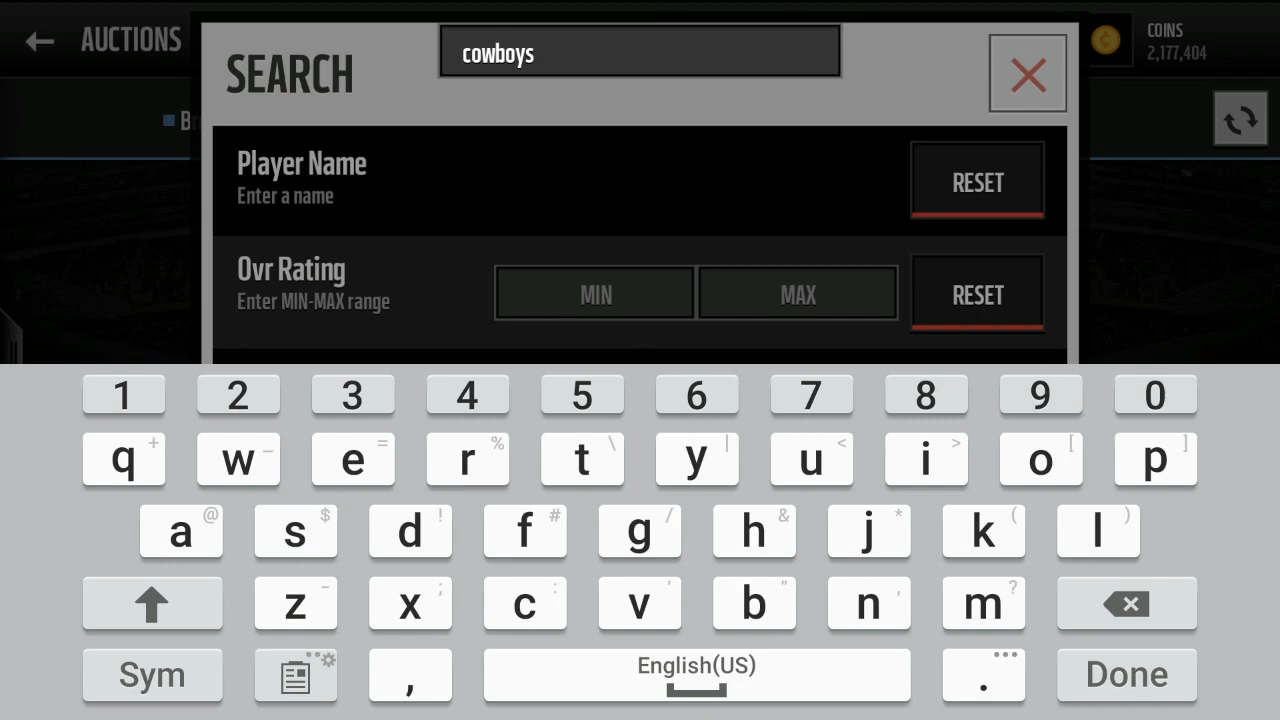 AUCTIONS
cowboys
COINS
2,177,404
SEARCH
Player Name
Enter a name
RESET
Ovr Rating
Enter MIN-MAX range
MIN
MAX
RESET
1 2 3 4 5 6 7 8 9 0
q + w _ e = r % t \ y | u < i > o [ p ]
a @ s $ d ! f # g / h & j * k ( l )
z - x ; c : v ' b " n , m ?
Sym , English(US) . Done